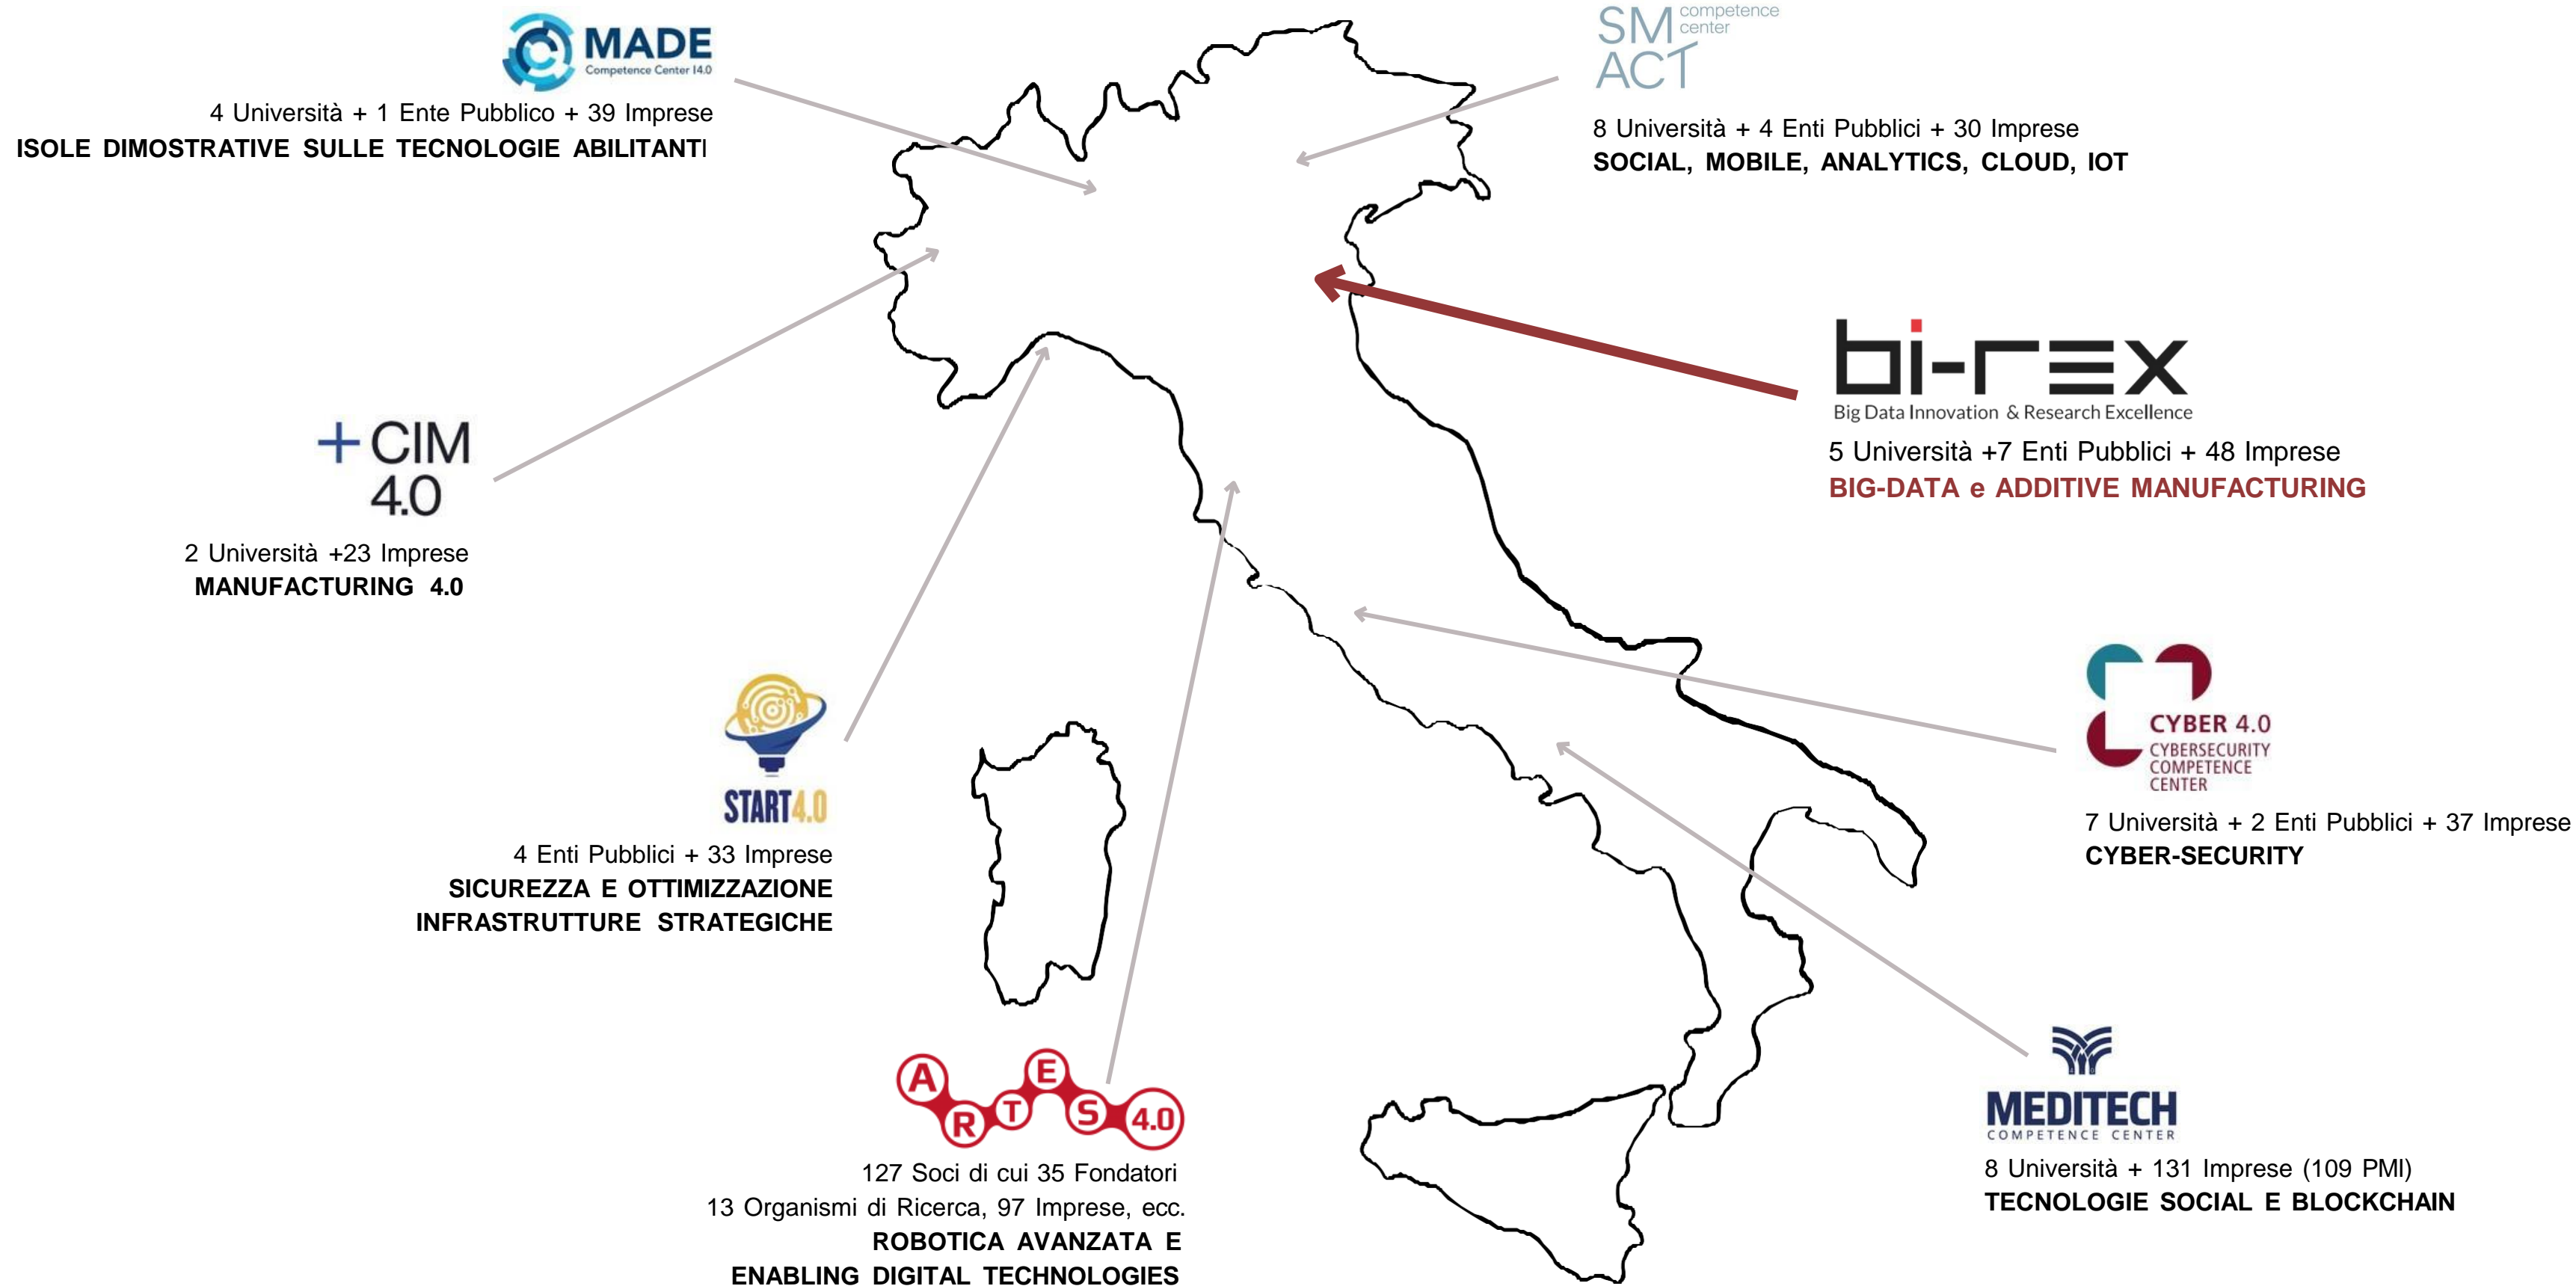 MADE
Competence Center I4.0
4 Università + 1 Ente Pubblico + 39 Imprese
ISOLE DIMOSTRATIVE SULLE TECNOLOGIE ABILITANTI
SM competence
center
ACT
8 Università + 4 Enti Pubblici + 30 Imprese
SOCIAL, MOBILE, ANALYTICS, CLOUD, IOT
bi-rex
Big Data Innovation & Research Excellence
5 Università +7 Enti Pubblici + 48 Imprese
BIG-DATA e ADDITIVE MANUFACTURING
+CIM
4.0
2 Università +23 Imprese
MANUFACTURING 4.0
START4.0
4 Enti Pubblici + 33 Imprese
SICUREZZA E OTTIMIZZAZIONE
INFRASTRUTTURE STRATEGICHE
CYBER 4.0
CYBERSECURITY
COMPETENCE
CENTER
7 Università + 2 Enti Pubblici + 37 Imprese
CYBER-SECURITY
ARTES 4.0
127 Soci di cui 35 Fondatori
13 Organismi di Ricerca, 97 Imprese, ecc.
ROBOTICA AVANZATA E
ENABLING DIGITAL TECHNOLOGIES
MEDITECH
COMPETENCE CENTER
8 Università + 131 Imprese (109 PMI)
TECNOLOGIE SOCIAL E BLOCKCHAIN